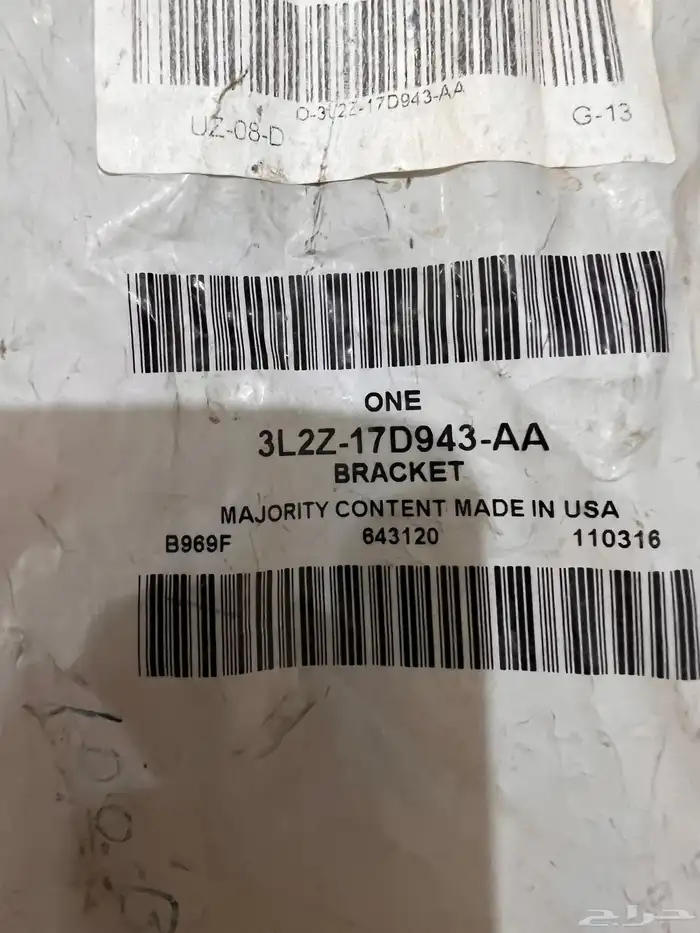 O-3L2Z-17D943-AA
UZ-08-D
G-13
ONE
3L2Z-17D943-AA
BRACKET
MAJORITY CONTENT MADE IN USA
B969F 643120 110316
حراج